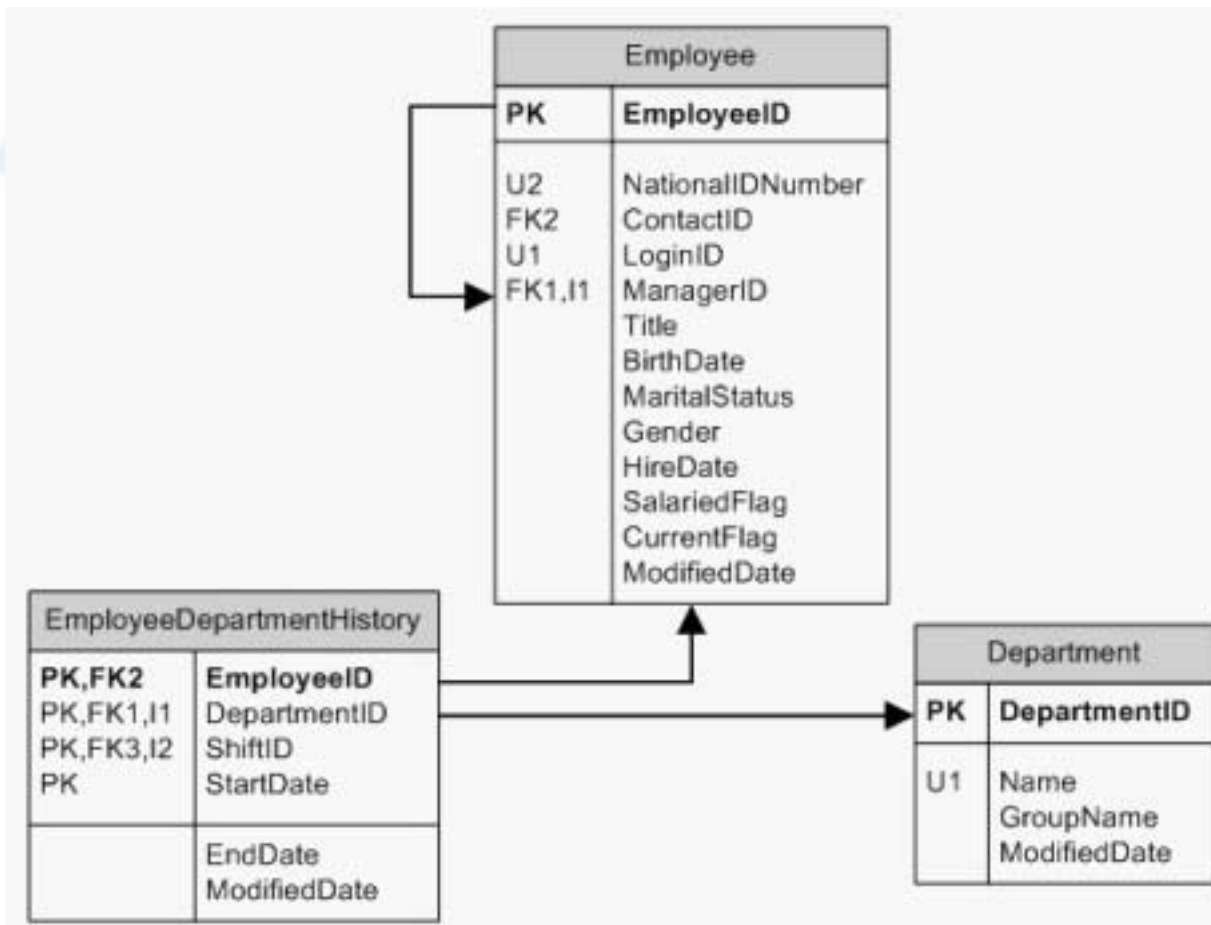 Employee
PK EmployeeID
U2 NationalIDNumber
FK2 ContactID
U1 LoginID
FK1,I1 ManagerID
Title
BirthDate
MaritalStatus
Gender
HireDate
SalariedFlag
CurrentFlag
ModifiedDate
EmployeeDepartmentHistory
PK,FK2 EmployeeID
PK,FK1,I1 DepartmentID
PK,FK3,I2 ShiftID
PK StartDate
EndDate
ModifiedDate
Department
PK DepartmentID
U1 Name
GroupName
ModifiedDate